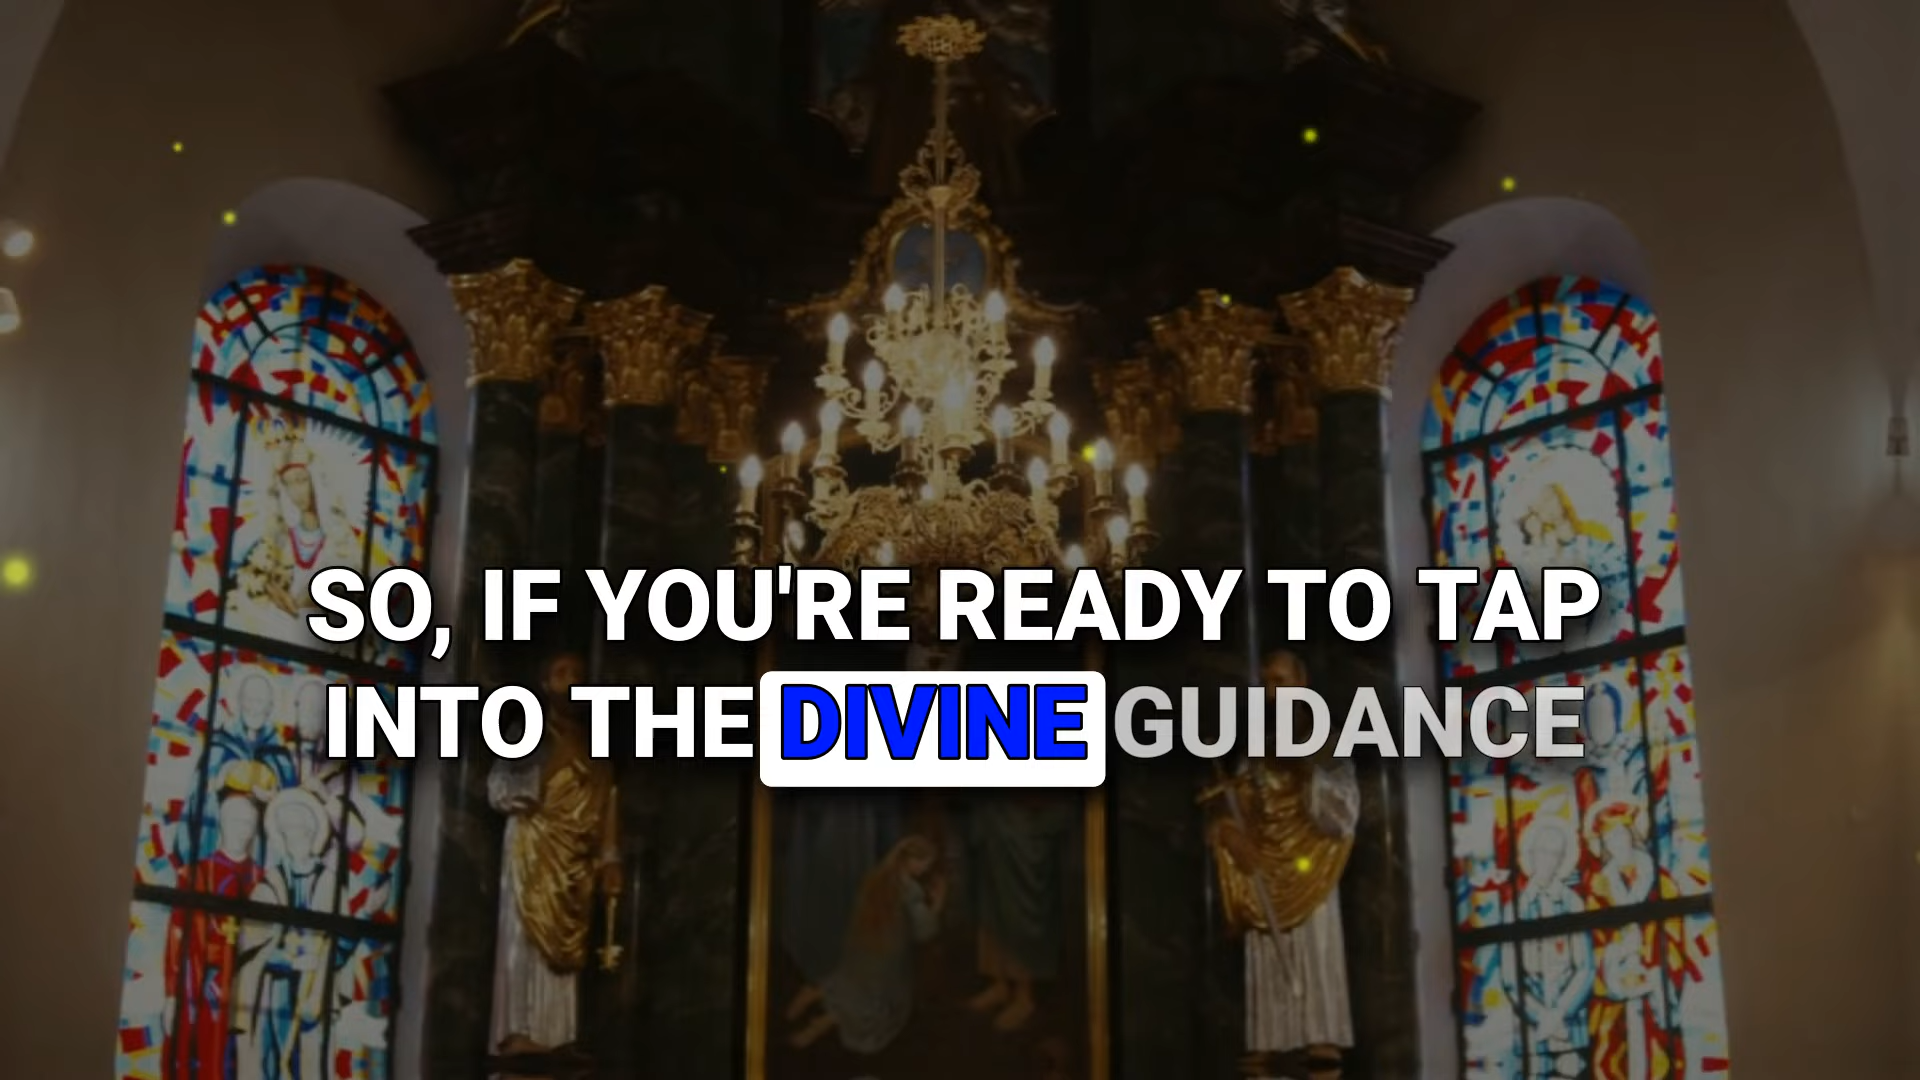 SO, IF YOU'RE READY TO TAP
INTO THE DIVINE GUIDANCE